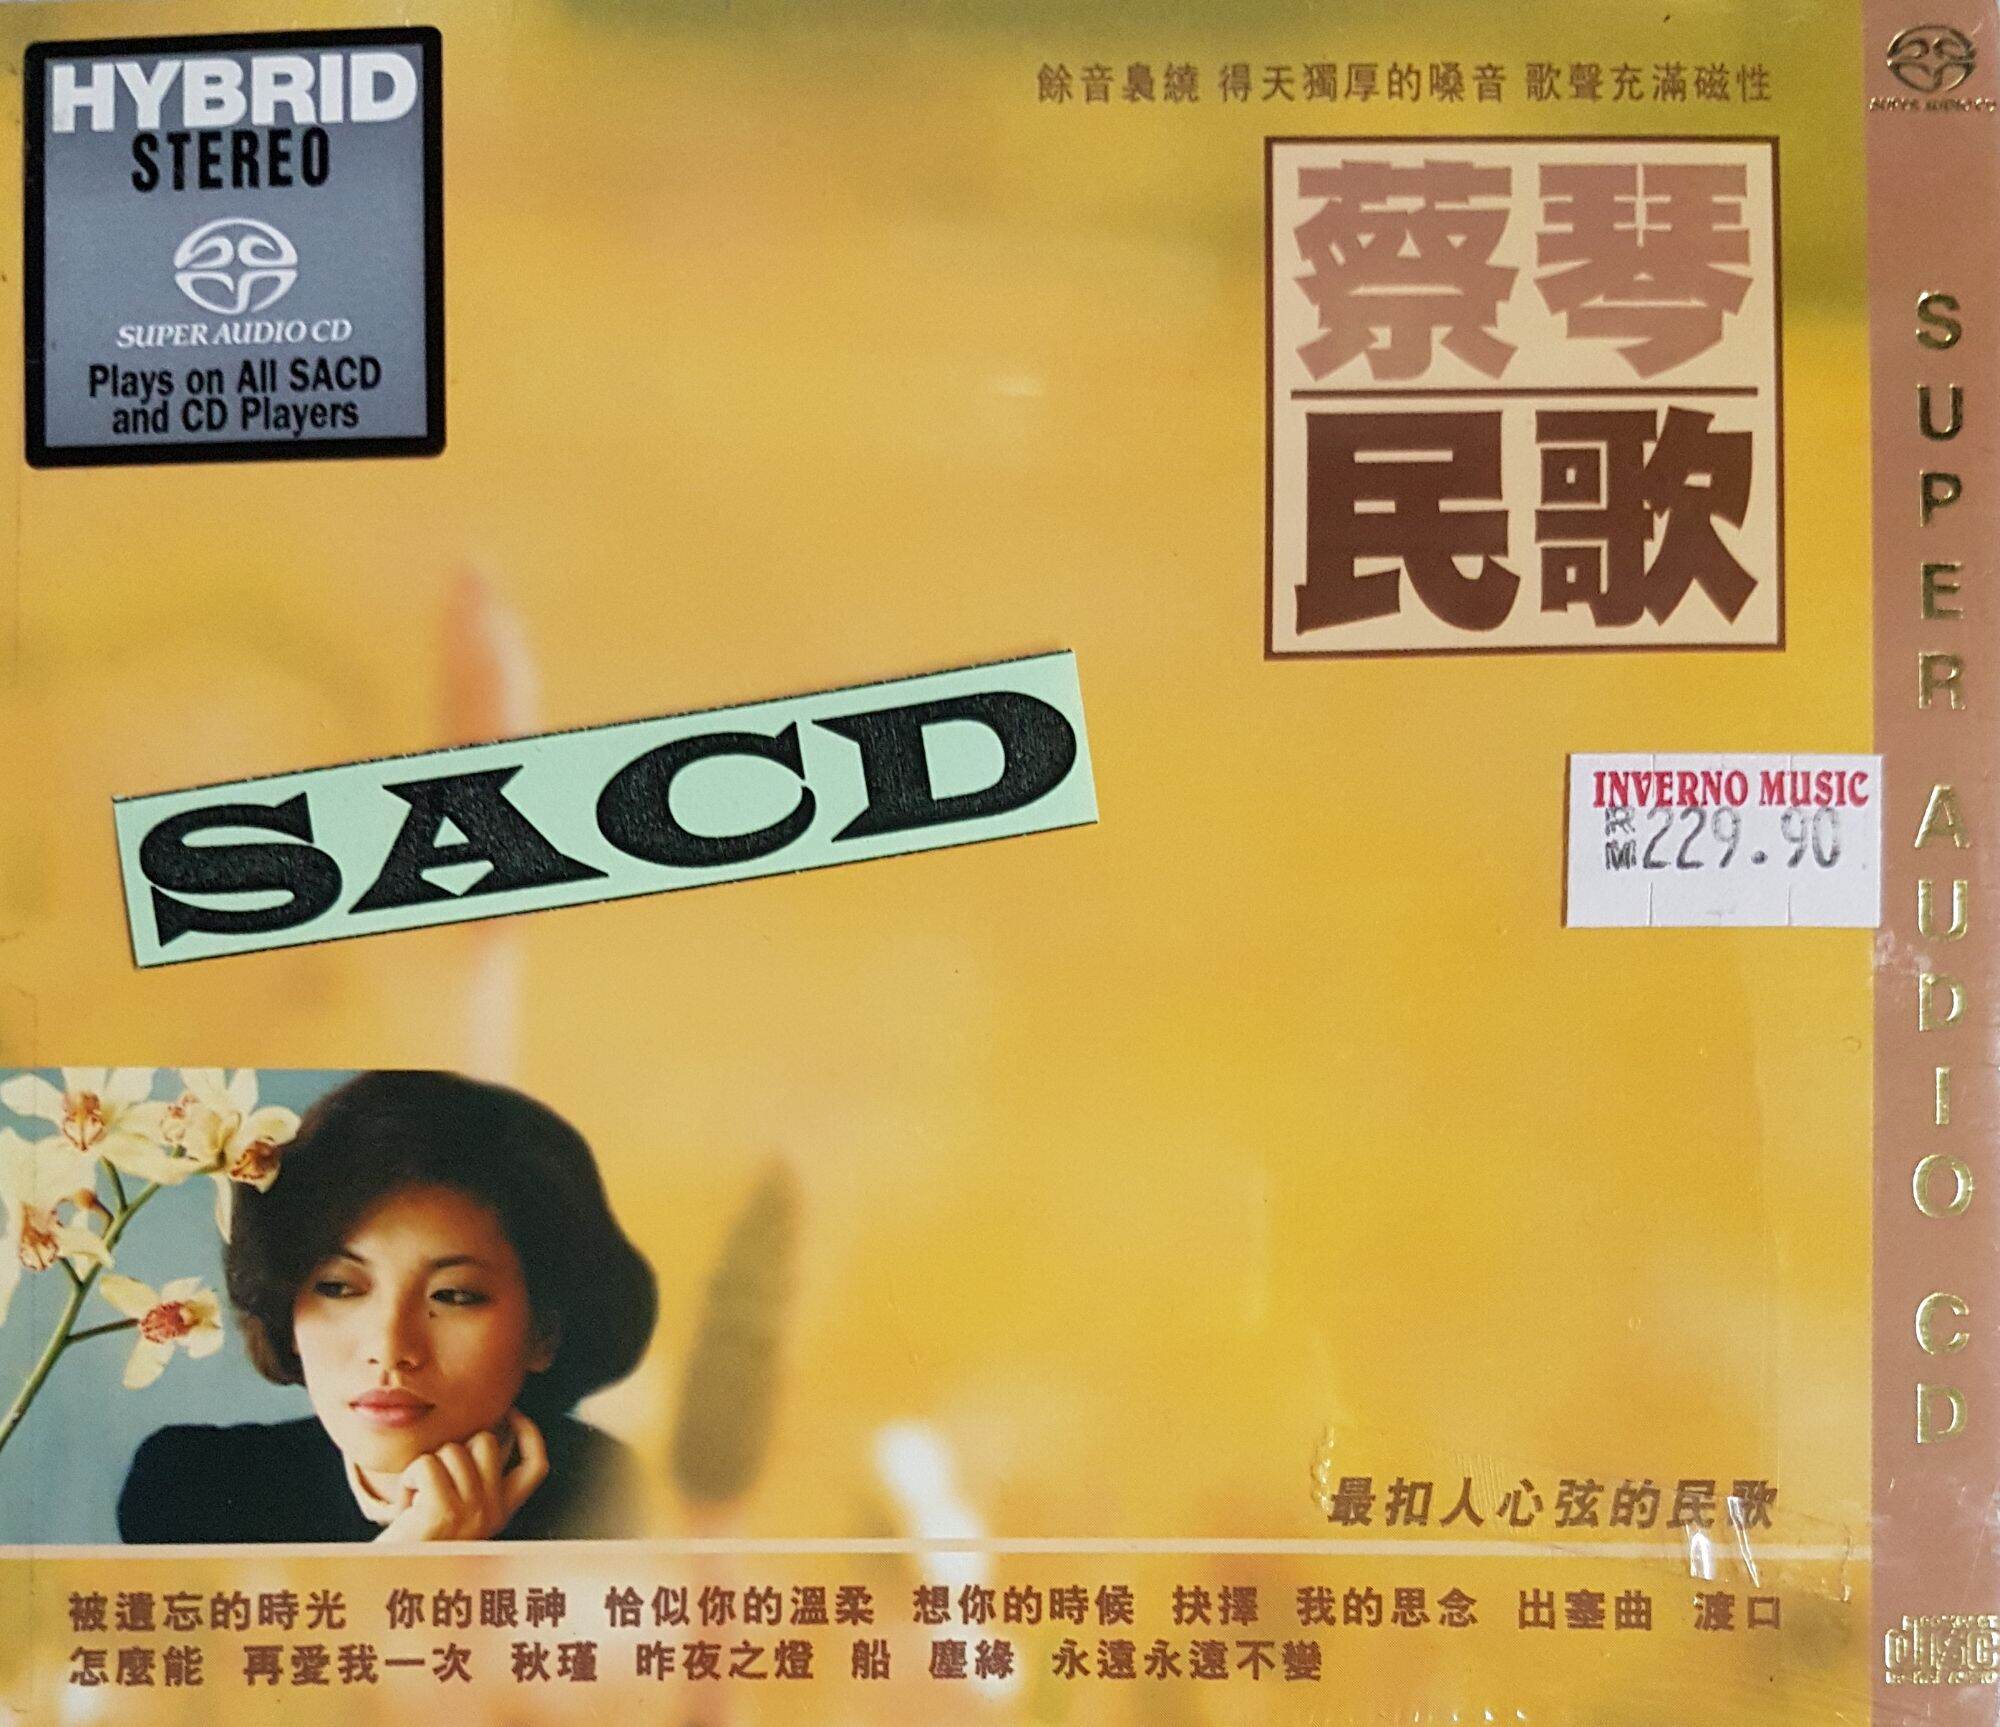 HYBRID
STEREO
SUPER AUDIO CD
Plays on All SACD
and CD Players
餘音裊繞 得天獨厚的嗓音 歌聲充滿磁性
蔡琴
民歌
SUPER AUDIO CD
SUPER AUDIO CD
SACD
INVERNO MUSIC
229.90
最扣人心弦的民歌
被遺忘的時光 你的眼神 恰似你的溫柔 想你的時候 抉擇 我的思念 出塞曲 渡口
怎麼能 再愛我一次 秋瑾 昨夜之燈 船 塵緣 永遠永遠不變
disc